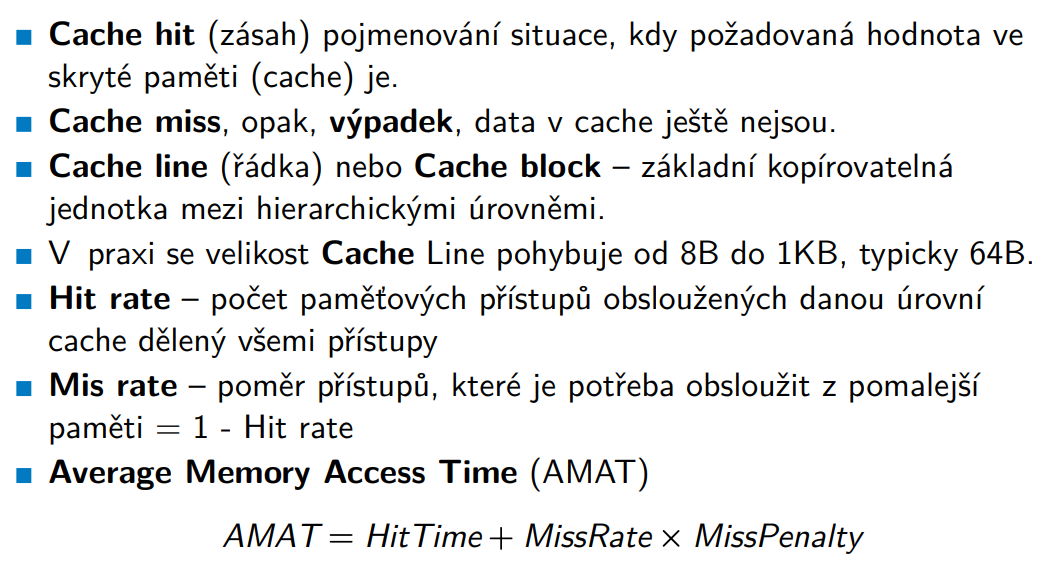 Cache hit (zásah) pojmenování situace, kdy požadovaná hodnota ve
skryté paměti (cache) je.
Cache miss, opak, výpadek, data v cache ještě nejsou.
Cache line (řádka) nebo Cache block – základní kopírovatelná
jednotka mezi hierarchickými úrovněmi.
V praxi se velikost Cache Line pohybuje od 8B do 1KB, typicky 64B.
Hit rate – počet paměťových přístupů obsloužených danou úrovní
cache dělený všemi přístupy
Mis rate – poměr přístupů, které je potřeba obsloužit z pomalejší
paměti = 1 - Hit rate
Average Memory Access Time (AMAT)
AMAT = HitTime + MissRate × MissPenalty